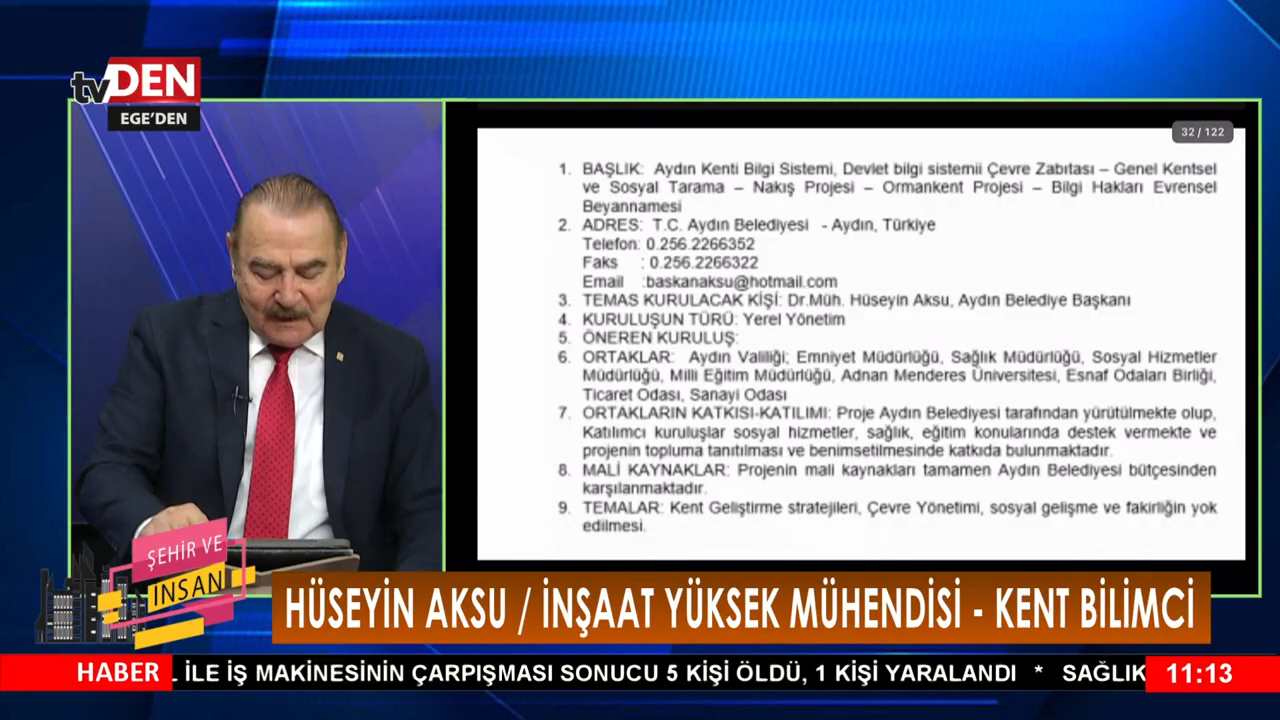 tvDEN
EGE'DEN
32 / 122
1. BAŞLIK: Aydın Kenti Bilgi Sistemi, Devlet bilgi sistemii Çevre Zabıtası – Genel Kentsel
ve Sosyal Tarama – Nakış Projesi – Ormankent Projesi – Bilgi Hakları Evrensel
Beyannamesi
2. ADRES: T.C. Aydın Belediyesi - Aydın, Türkiye
Telefon: 0.256.2266352
Faks : 0.256.2266322
Email :baskanaksu@hotmail.com
3. TEMAS KURULACAK KİŞİ: Dr.Müh. Hüseyin Aksu, Aydın Belediye Başkanı
4. KURULUŞUN TÜRÜ: Yerel Yönetim
5. ÖNEREN KURULUŞ:
6. ORTAKLAR: Aydın Valiliği; Emniyet Müdürlüğü, Sağlık Müdürlüğü, Sosyal Hizmetler
Müdürlüğü, Milli Eğitim Müdürlüğü, Adnan Menderes Üniversitesi, Esnaf Odaları Birliği,
Ticaret Odası, Sanayi Odası
7. ORTAKLARIN KATKISI-KATILIMI: Proje Aydın Belediyesi tarafından yürütülmekte olup,
Katılımcı kuruluşlar sosyal hizmetler, sağlık, eğitim konularında destek vermekte ve
projenin topluma tanıtılması ve benimsetilmesinde katkıda bulunmaktadır.
8. MALİ KAYNAKLAR: Projenin mali kaynakları tamamen Aydın Belediyesi bütçesinden
karşılanmaktadır.
9. TEMALAR: Kent Geliştirme stratejileri, Çevre Yönetimi, sosyal gelişme ve fakirliğin yok
edilmesi.
ŞEHİR VE
INSAN
HÜSEYİN AKSU / İNŞAAT YÜKSEK MÜHENDİSİ - KENT BİLİMCİ
HABER
İLE İŞ MAKİNESİNİN ÇARPIŞMASI SONUCU 5 KİŞİ ÖLDÜ, 1 KİŞİ YARALANDI * SAĞLIK
11:13